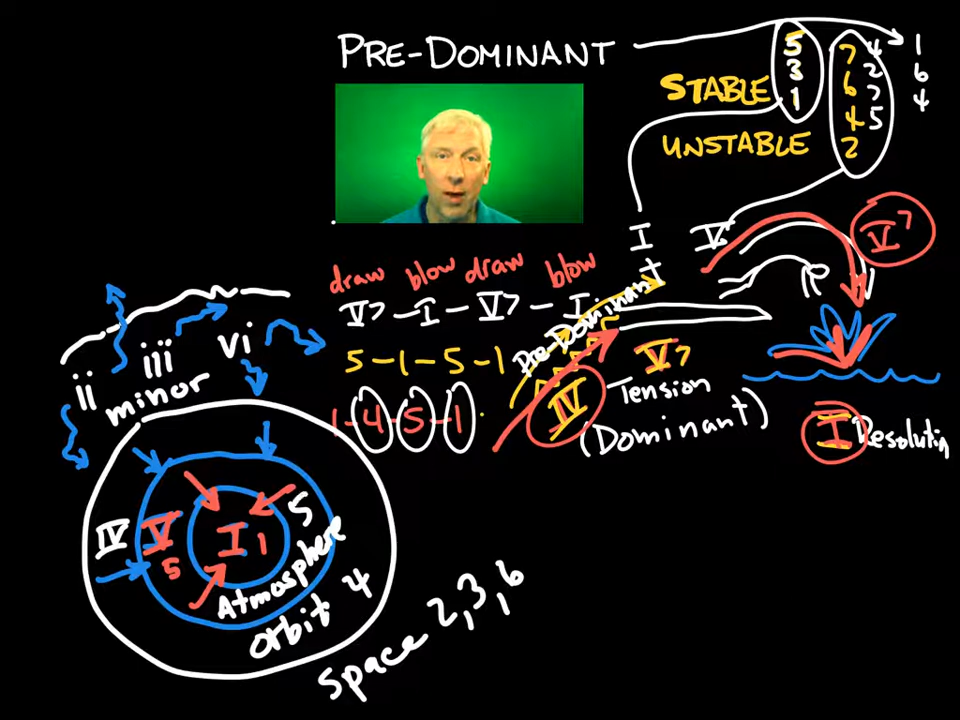 PRE-DOMINANT
5
3
1
7
6
4
2
4
2
7
5
1
6
4
STABLE
UNSTABLE
I
V
V7
draw blow draw blow
V7 - I - V7 - I
5 - 1 - 5 - 1
1 - 4 - 5 - 1
Pre-Dominant
IV
V7
Tension
(Dominant)
I Resolutin
ii iii vi
minor
IV V I 1 5
5
Atmosphere
orbit 4
Space 2,3,6